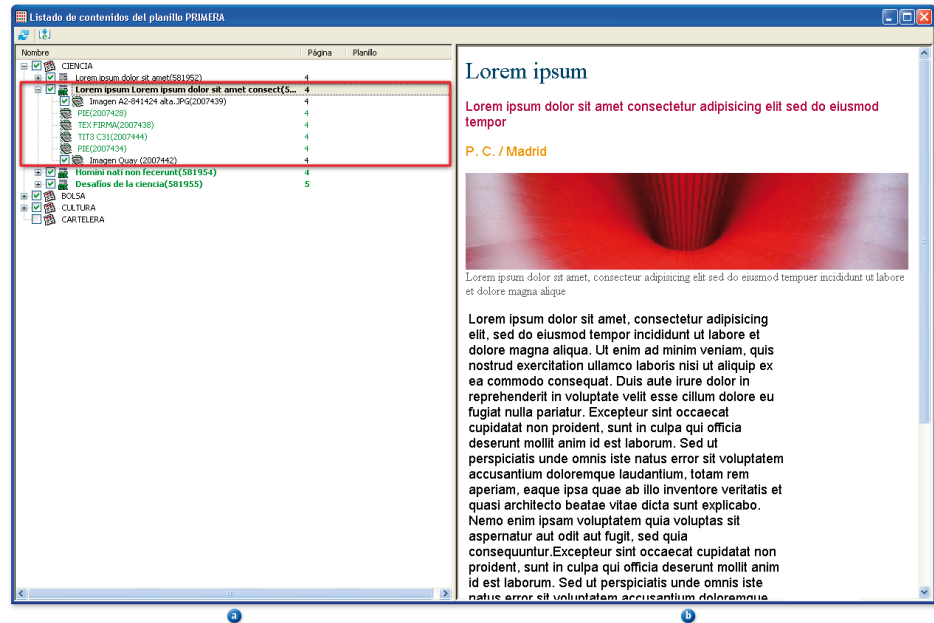 Listado de contenidos del planillo PRIMERA
Nombre Página Planillo
CIENCIA
Lorem ipsum dolor sit amet(581952) 4
Lorem ipsum Lorem ipsum dolor sit amet consect(5... 4
Imagen A2-841424 alta.JPG(2007439) 4
PIE(2007428) 4
TEX FIRMA(2007438) 4
TIT3 C31(2007444) 4
PIE(2007434) 4
Imagen Quay (2007442) 4
Homini nati non fecerunt(581954) 4
Desafíos de la ciencia(581955) 5
BOLSA
CULTURA
CARTELERA
a
Lorem ipsum
Lorem ipsum dolor sit amet consectetur adipisicing elit sed do eiusmod
tempor
P. C. / Madrid
Lorem ipsum dolor sit amet, consecteur adipisicing elit sed do eiusmod tempuer incididunt ut labore
et dolore magna alique
Lorem ipsum dolor sit amet, consectetur adipisicing
elit, sed do eiusmod tempor incididunt ut labore et
dolore magna aliqua. Ut enim ad minim veniam, quis
nostrud exercitation ullamco laboris nisi ut aliquip ex
ea commodo consequat. Duis aute irure dolor in
reprehenderit in voluptate velit esse cillum dolore eu
fugiat nulla pariatur. Excepteur sint occaecat
cupidatat non proident, sunt in culpa qui officia
deserunt mollit anim id est laborum. Sed ut
perspiciatis unde omnis iste natus error sit voluptatem
accusantium doloremque laudantium, totam rem
aperiam, eaque ipsa quae ab illo inventore veritatis et
quasi architecto beatae vitae dicta sunt explicabo.
Nemo enim ipsam voluptatem quia voluptas sit
aspernatur aut odit aut fugit, sed quia
consequuntur.Excepteur sint occaecat cupidatat non
proident, sunt in culpa qui officia deserunt mollit anim
id est laborum. Sed ut perspiciatis unde omnis iste
natus error sit voluptatem accusantium doloremque
b